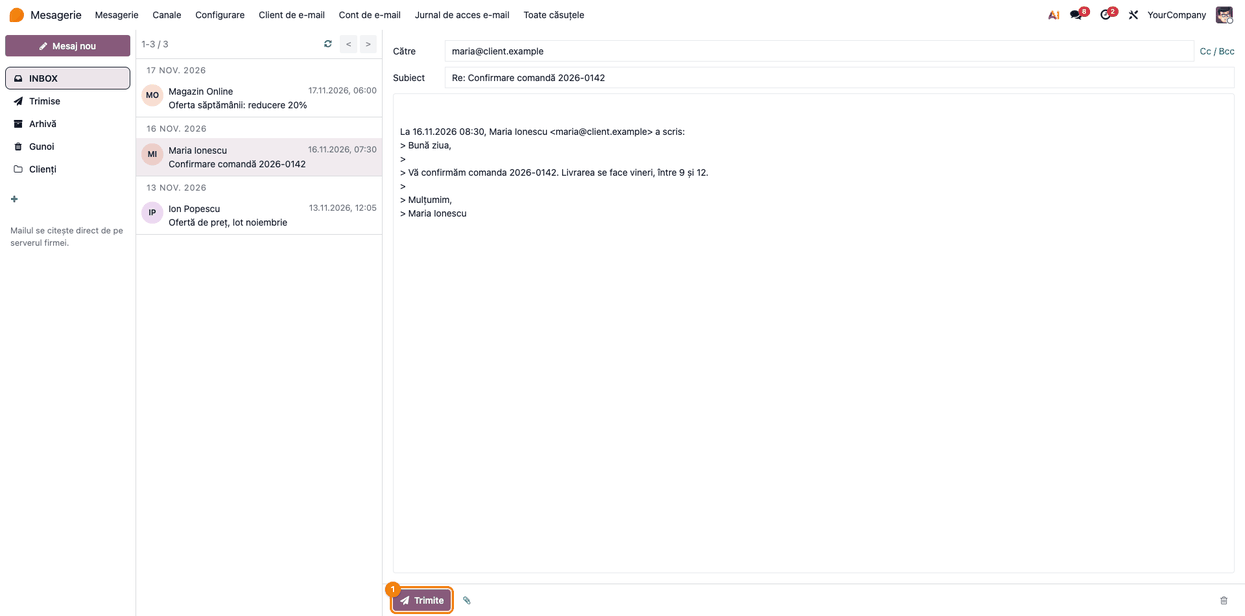 Mesagerie Mesagerie Canale Configurare Client de e-mail Cont de e-mail Jurnal de acces e-mail Toate căsuțele AI 8 2 YourCompany
Mesaj nou
INBOX
Trimise
Arhivă
Gunoi
Clienți
+
Mailul se citește direct de pe
serverul firmei.
1-3 / 3 < >
17 NOV. 2026
MO Magazin Online 17.11.2026, 06:00
Oferta săptămânii: reducere 20%
16 NOV. 2026
MI Maria Ionescu 16.11.2026, 07:30
Confirmare comandă 2026-0142
13 NOV. 2026
IP Ion Popescu 13.11.2026, 12:05
Ofertă de preț, lot noiembrie
Către maria@client.example Cc / Bcc
Subiect Re: Confirmare comandă 2026-0142
La 16.11.2026 08:30, Maria Ionescu <maria@client.example> a scris:
> Bună ziua,
>
> Vă confirmăm comanda 2026-0142. Livrarea se face vineri, între 9 și 12.
>
> Mulțumim,
> Maria Ionescu
1
Trimite